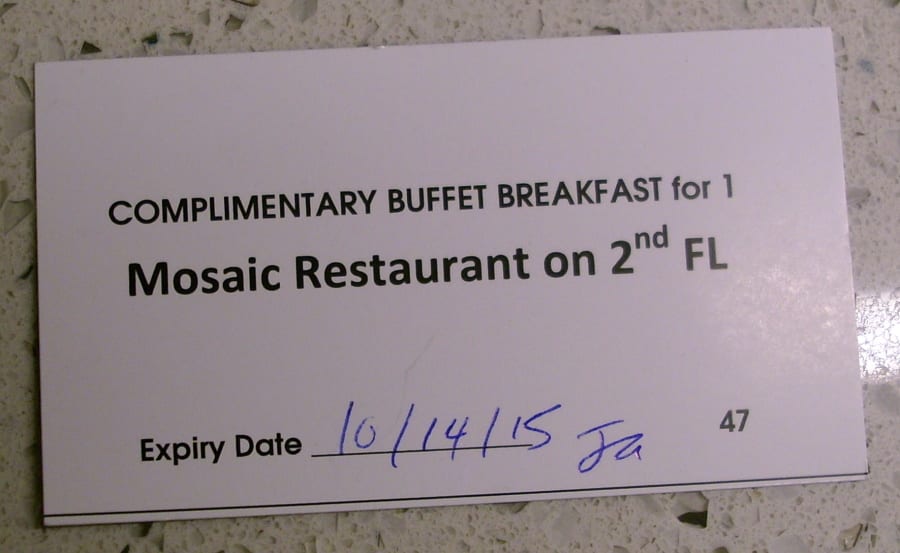 COMPLIMENTARY BUFFET BREAKFAST for 1
Mosaic Restaurant on 2nd FL
Expiry Date 10/14/15 Ja 47